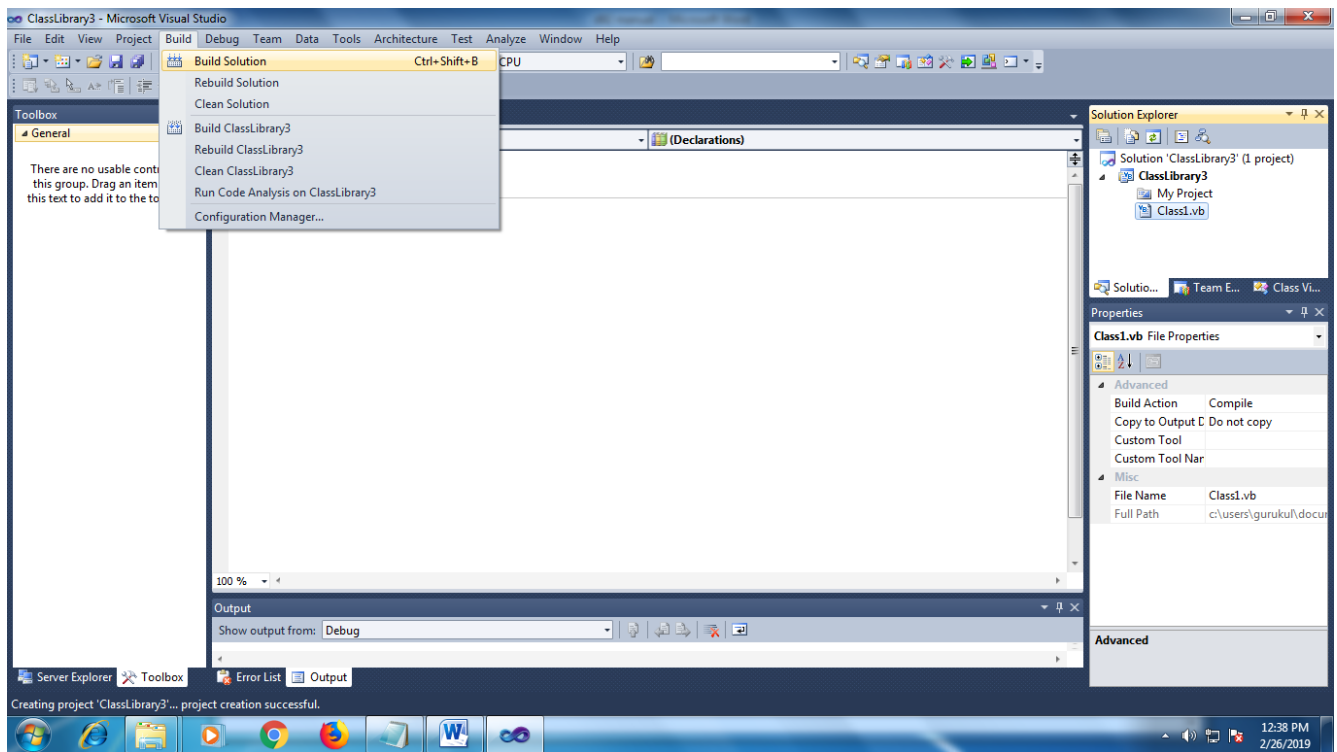 ClassLibrary3 - Microsoft Visual Studio
File Edit View Project Build Debug Team Data Tools Architecture Test Analyze Window Help
Build Solution Ctrl+Shift+B
CPU
Rebuild Solution
Clean Solution
Build ClassLibrary3
Rebuild ClassLibrary3
Clean ClassLibrary3
Run Code Analysis on ClassLibrary3
Configuration Manager...
Toolbox
General
There are no usable cont
this group. Drag an item
this text to add it to the to
(Declarations)
100 %
Output
Show output from: Debug
Server Explorer Toolbox
Error List Output
Solution Explorer
Solution 'ClassLibrary3' (1 project)
ClassLibrary3
My Project
Class1.vb
Solutio... Team E... Class Vi...
Properties
Class1.vb File Properties
Advanced
Build Action Compile
Copy to Output D Do not copy
Custom Tool
Custom Tool Nar
Misc
File Name Class1.vb
Full Path c:\users\gurukul\docur
Advanced
Creating project 'ClassLibrary3'... project creation successful.
12:38 PM
2/26/2019